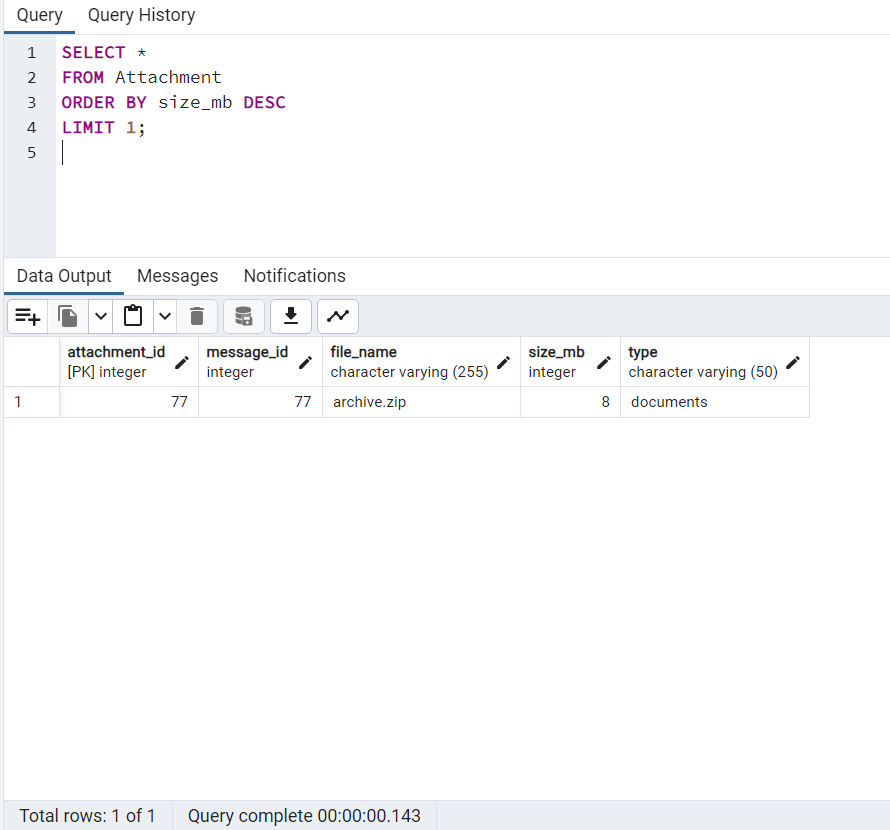 Query Query History
1 SELECT *
2 FROM Attachment
3 ORDER BY size_mb DESC
4 LIMIT 1;
5
Data Output Messages Notifications
attachment_id message_id file_name size_mb type
[PK] integer integer character varying (255) integer character varying (50)
1 77 77 archive.zip 8 documents
Total rows: 1 of 1 Query complete 00:00:00.143